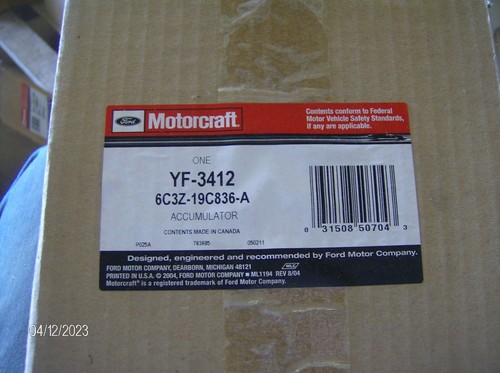 Ford Motorcraft
Contents conform to Federal
Motor Vehicle Safety Standards,
if any are applicable.
ONE
YF-3412
6C3Z-19C836-A
ACCUMULATOR
CONTENTS MADE IN CANADA
0 31508 50704 3
P025A 783695 050211
Designed, engineered and recommended by Ford Motor Company.
FORD MOTOR COMPANY, DEARBORN, MICHIGAN 48121
PRINTED IN U.S.A. © 2004, FORD MOTOR COMPANY ■ ML1194 REV 8/04
Motorcraft® is a registered trademark of Ford Motor Company.
04/12/2023